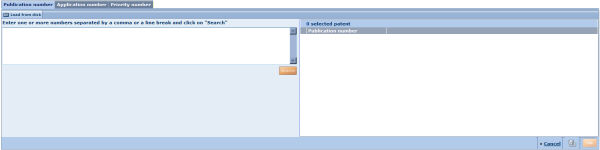 Publication number Application number - Priority number
Load from disk
Enter one or more numbers separated by a comma or a line break and click on "Search"
0 selected patent
Publication number
Cancel